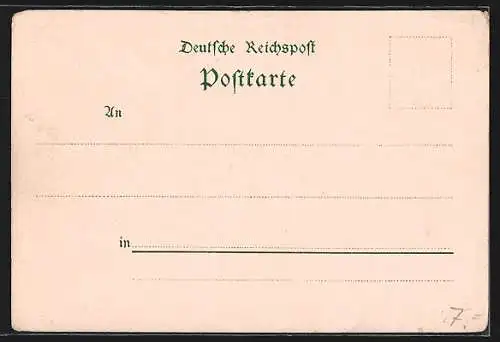 Deutsche Reichspost
Postkarte
An
in
7.=